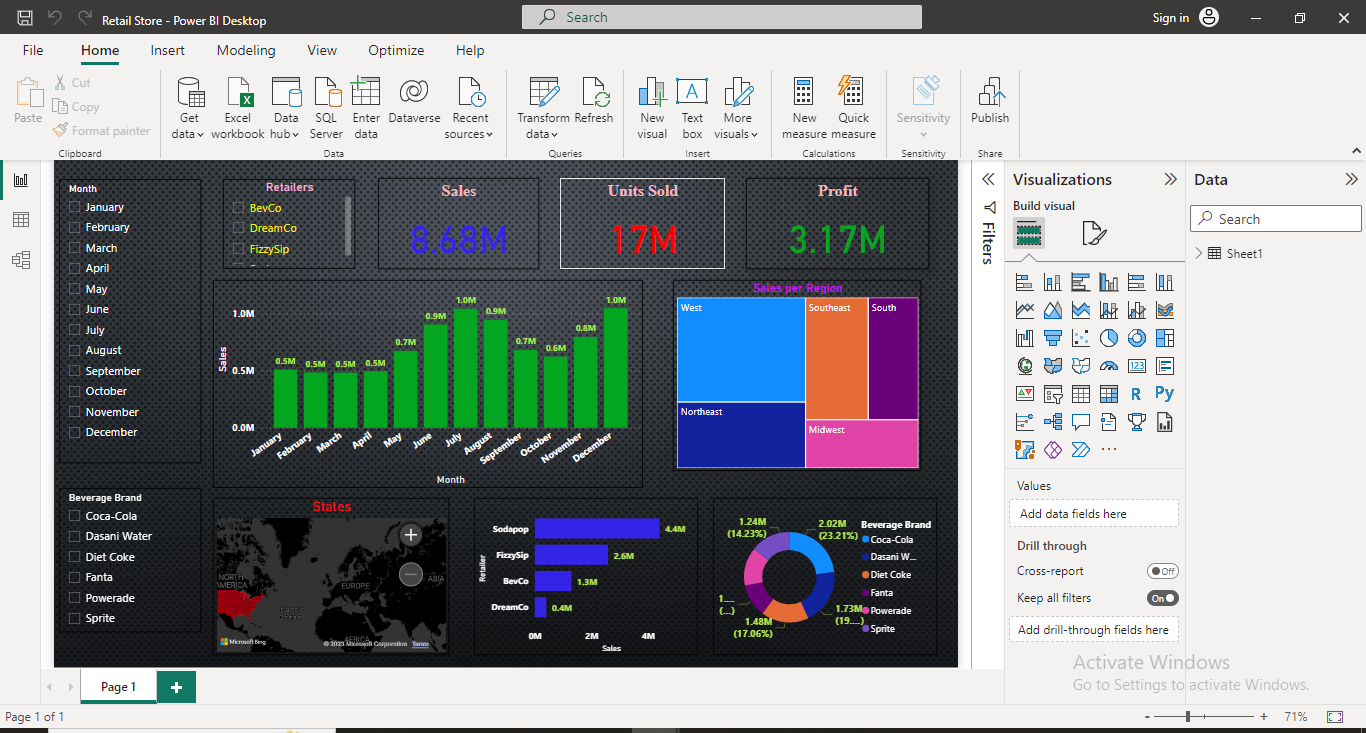 Retail Store - Power BI Desktop
Search
Sign in
File Home Insert Modeling View Optimize Help
Paste
Cut
Copy
Format painter
Clipboard
Get data
Excel workbook
Data hub
SQL Server
Enter data
Dataverse
Recent sources
Data
Transform data
Refresh
Queries
New visual
Text box
More visuals
Insert
New measure
Quick measure
Calculations
Sensitivity
Sensitivity
Publish
Share
Month
January
February
March
April
May
June
July
August
September
October
November
December
Retailers
BevCo
DreamCo
FizzySip
Sales
8.68M
Units Sold
17M
Profit
3.17M
Sales
1.0M
0.5M
0.0M
0.5M 0.5M 0.5M 0.5M 0.7M 0.9M 1.0M 0.9M 0.7M 0.6M 0.8M 1.0M
January February March April May June July August September October November December
Month
Sales per Region
West
Southeast
South
Northeast
Midwest
Beverage Brand
Coca-Cola
Dasani Water
Diet Coke
Fanta
Powerade
Sprite
States
NORTH AMERICA
EUROPE
ASIA
Atlantic Ocean
AFRICA
Microsoft Bing
© 2023 Microsoft Corporation Terms
Retailer
Sodapop 4.4M
FizzySip 2.6M
BevCo 1.3M
DreamCo 0.4M
0M 2M 4M
Sales
1.24M
(14.23%)
2.02M
(23.21%)
1....
(...)
1.48M
(17.06%)
1.73M
(19....)
Beverage Brand
Coca-Cola
Dasani W...
Diet Coke
Fanta
Powerade
Sprite
Filters
Visualizations
Build visual
123
R
Py
Values
Add data fields here
Drill through
Cross-report
Off
Keep all filters
On
Add drill-through fields here
Data
Search
Sheet1
Activate Windows
Go to Settings to activate Windows.
Page 1
Page 1 of 1
71%